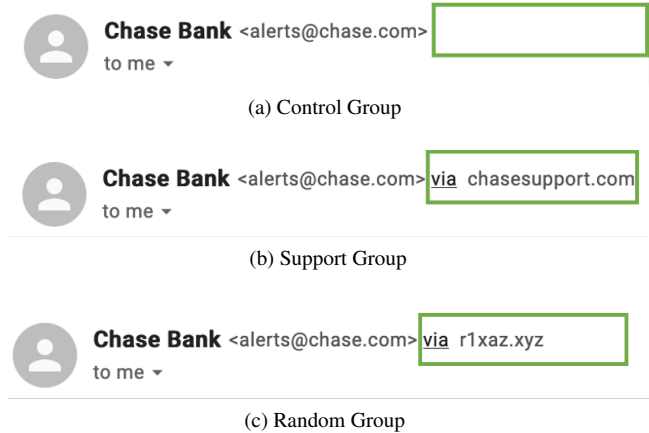 Chase Bank <alerts@chase.com>
to me
(a) Control Group
Chase Bank <alerts@chase.com> via chasesupport.com
to me
(b) Support Group
Chase Bank <alerts@chase.com> via r1xaz.xyz
to me
(c) Random Group